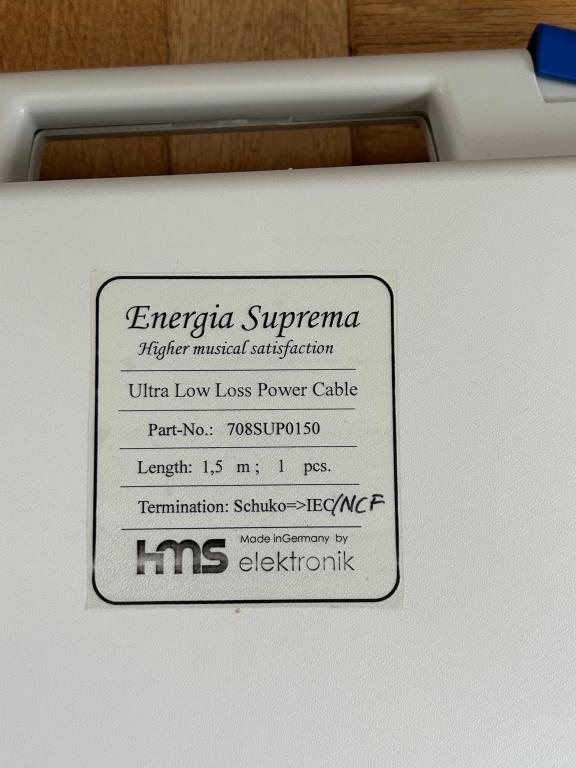 Energia Suprema
Higher musical satisfaction
Ultra Low Loss Power Cable
Part-No.: 708SUP0150
Length: 1,5 m ; 1 pcs.
Termination: Schuko=>IEC/NCF
hms Made inGermany by
elektronik